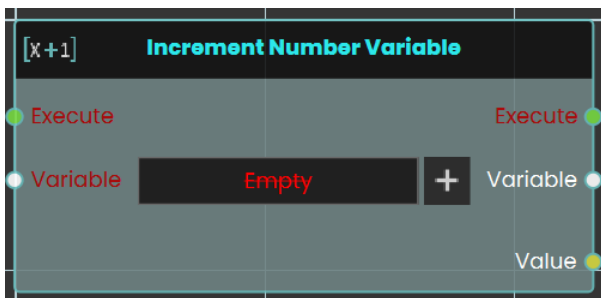 [x+1] Increment Number Variable
Execute Execute
Variable Empty + Variable
Value